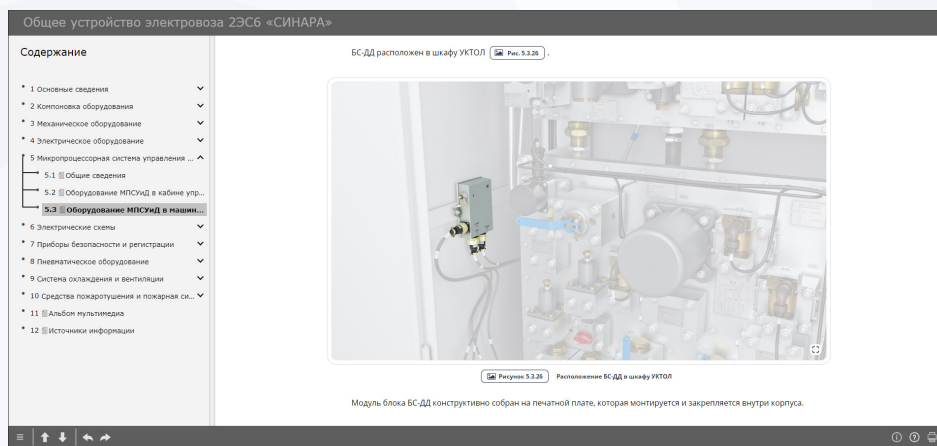 Общее устройство электровоза 2ЭС6 «СИНАРА»
Содержание
1 Основные сведения
2 Компоновка оборудования
3 Механическое оборудование
4 Электрическое оборудование
5 Микропроцессорная система управления ...
5.1 Общие сведения
5.2 Оборудование МПСУиД в кабине упр...
5.3 Оборудование МПСУиД в машин...
6 Электрические схемы
7 Приборы безопасности и регистрации
8 Пневматическое оборудование
9 Система охлаждения и вентиляции
10 Средства пожаротушения и пожарная си...
11 Альбом мультимедиа
12 Источники информации
БС-ДД расположен в шкафу УКТОЛ Рис. 5.3.26 .
Рисунок 5.3.26 Расположение БС-ДД в шкафу УКТОЛ
Модуль блока БС-ДД конструктивно собран на печатной плате, которая монтируется и закрепляется внутри корпуса.